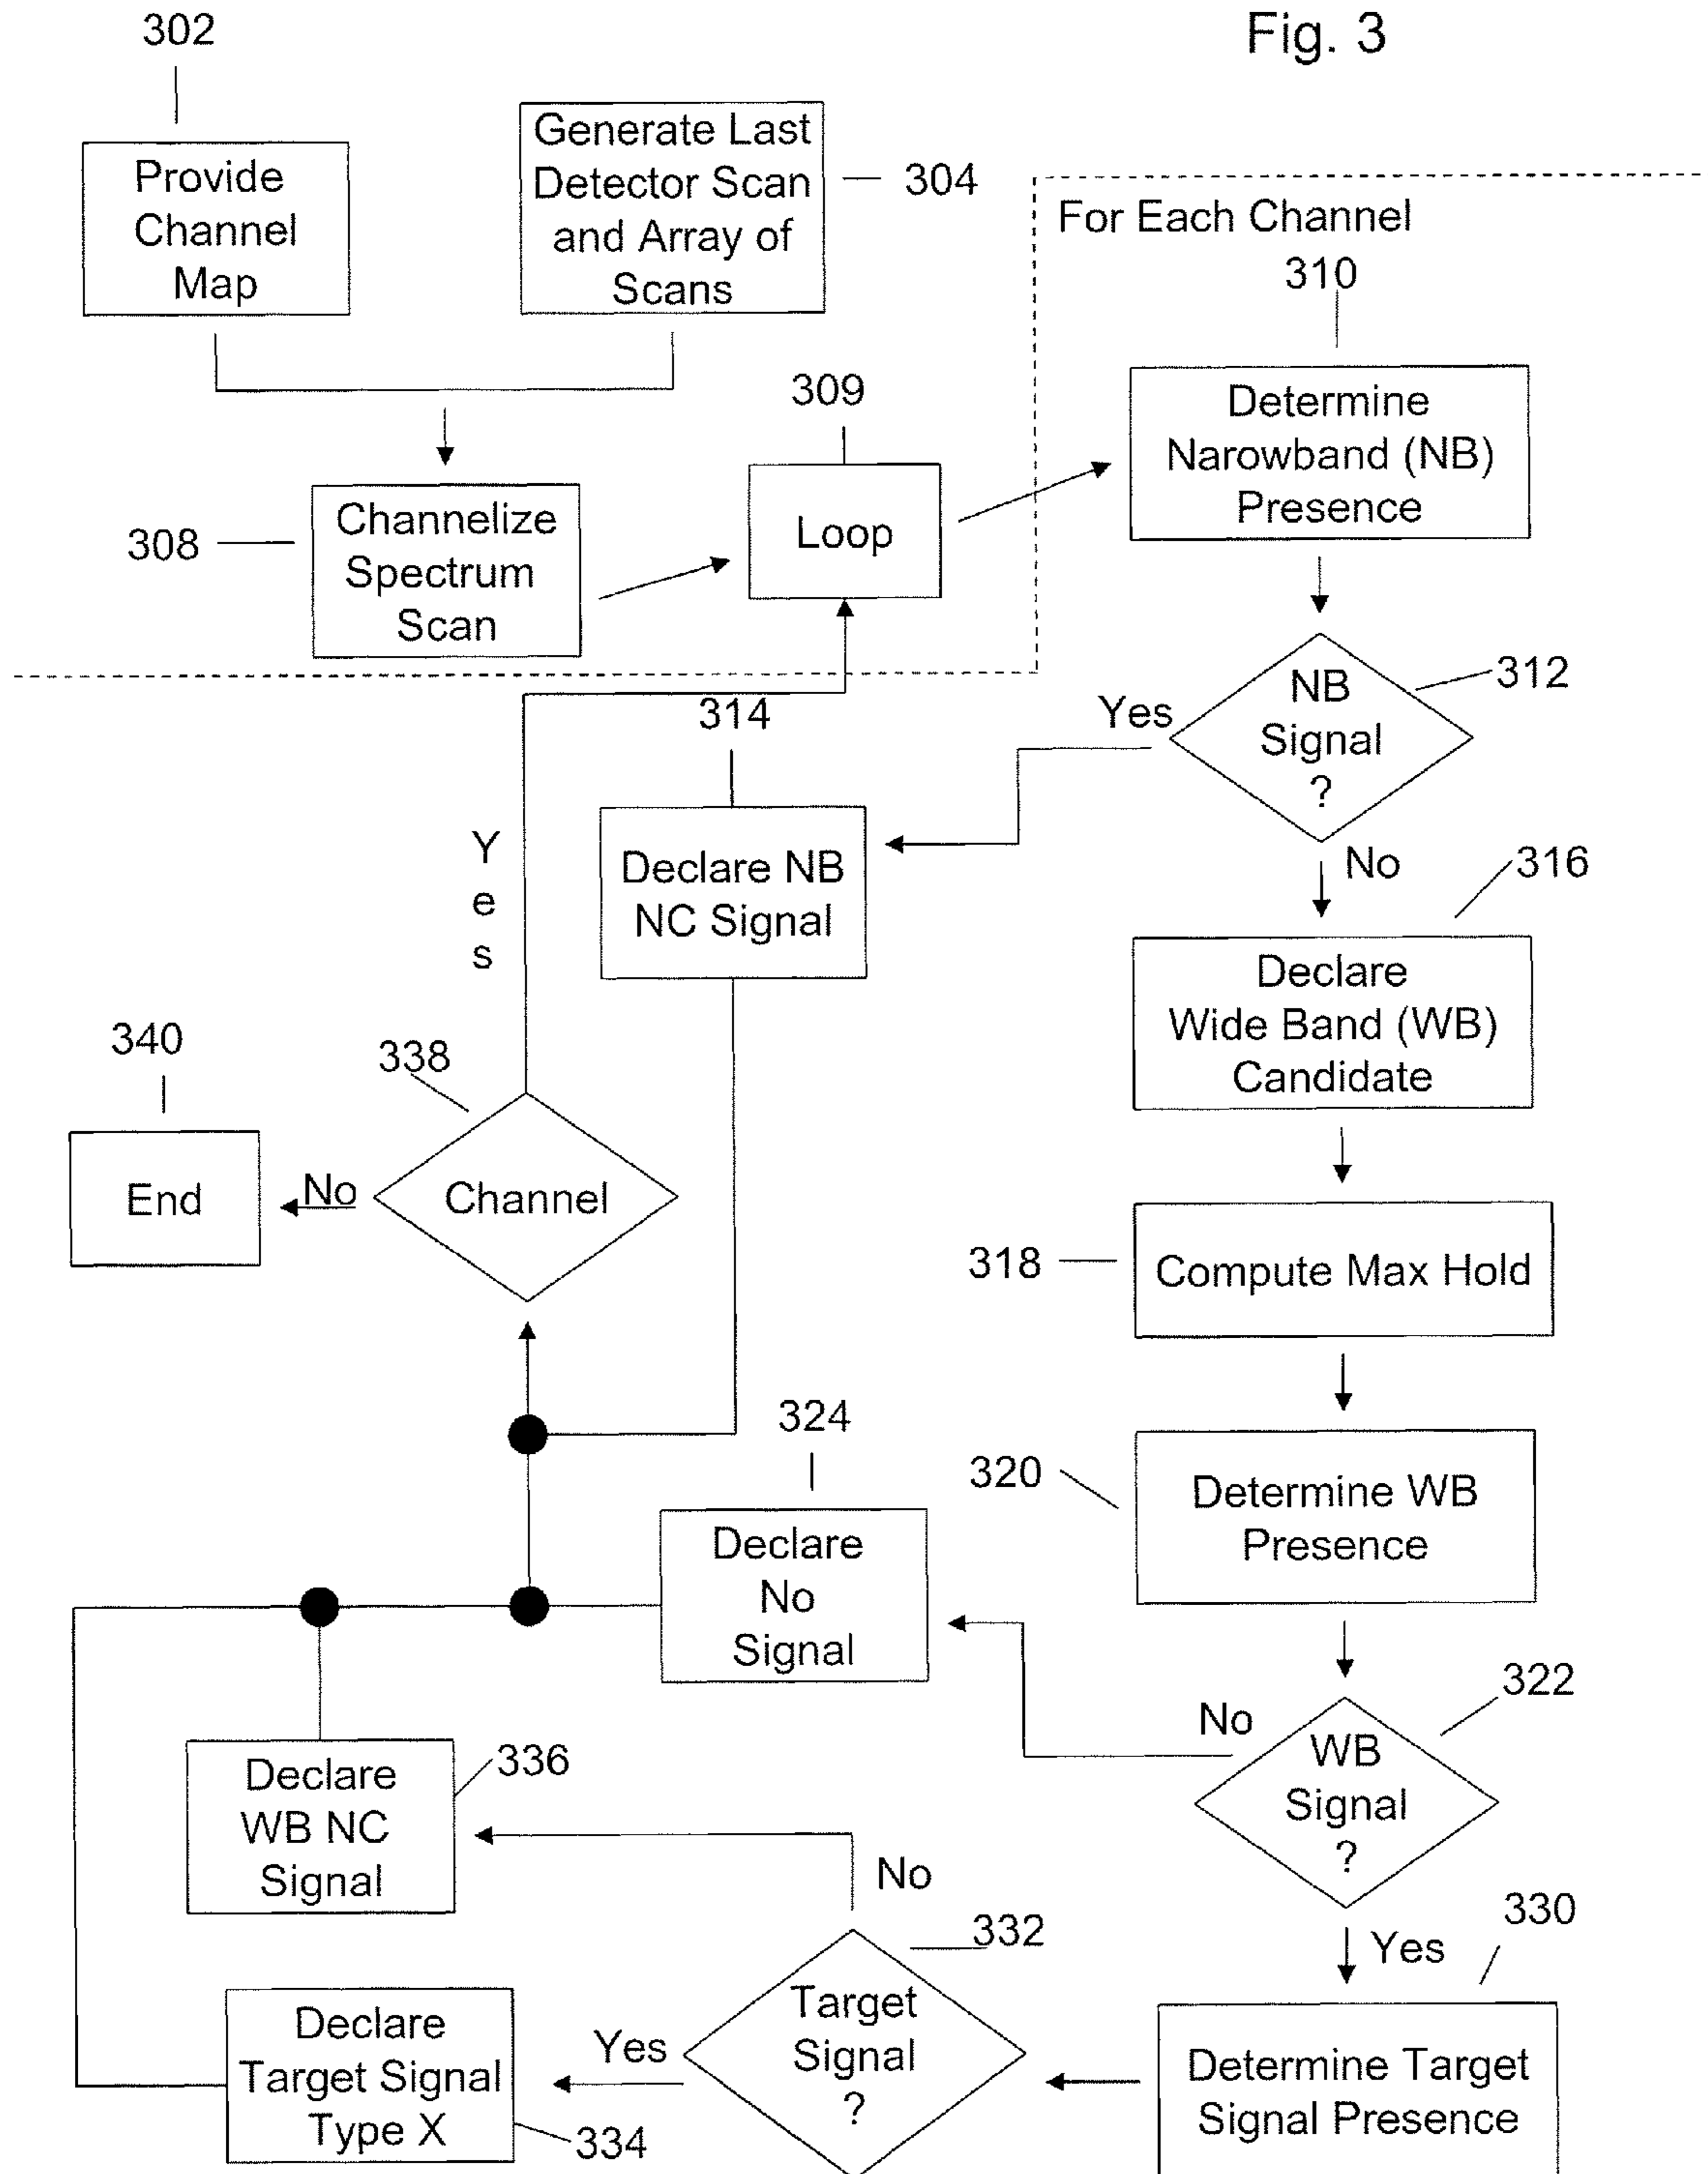 Fig. 3
302
Provide
Channel
Map
Generate Last
Detector Scan
and Array of
Scans
304
For Each Channel
310
Determine
Narowband (NB)
Presence
309
Loop
308
Channelize
Spectrum
Scan
312
NB
Signal
?
Yes
No
314
Declare NB
NC Signal
316
Declare
Wide Band (WB)
Candidate
Yes
340
End
338
Channel
No
318
Compute Max Hold
320
Determine WB
Presence
324
Declare
No
Signal
322
WB
Signal
?
No
Yes
336
Declare
WB NC
Signal
330
Determine Target
Signal Presence
332
Target
Signal
?
No
Yes
Declare
Target Signal
Type X
334